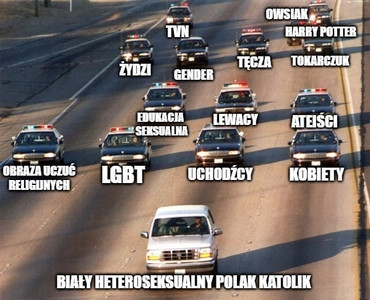 OWSIAK
TVN
HARRY POTTER
ŻYDZI
GENDER
TĘCZA
TOKARCZUK
EDUKACJA
SEKSUALNA
LEWACY
ATEIŚCI
OBRAZA UCZUĆ
RELIGIJNYCH
LGBT
UCHODŹCY
KOBIETY
BIAŁY HETEROSEKSUALNY POLAK KATOLIK